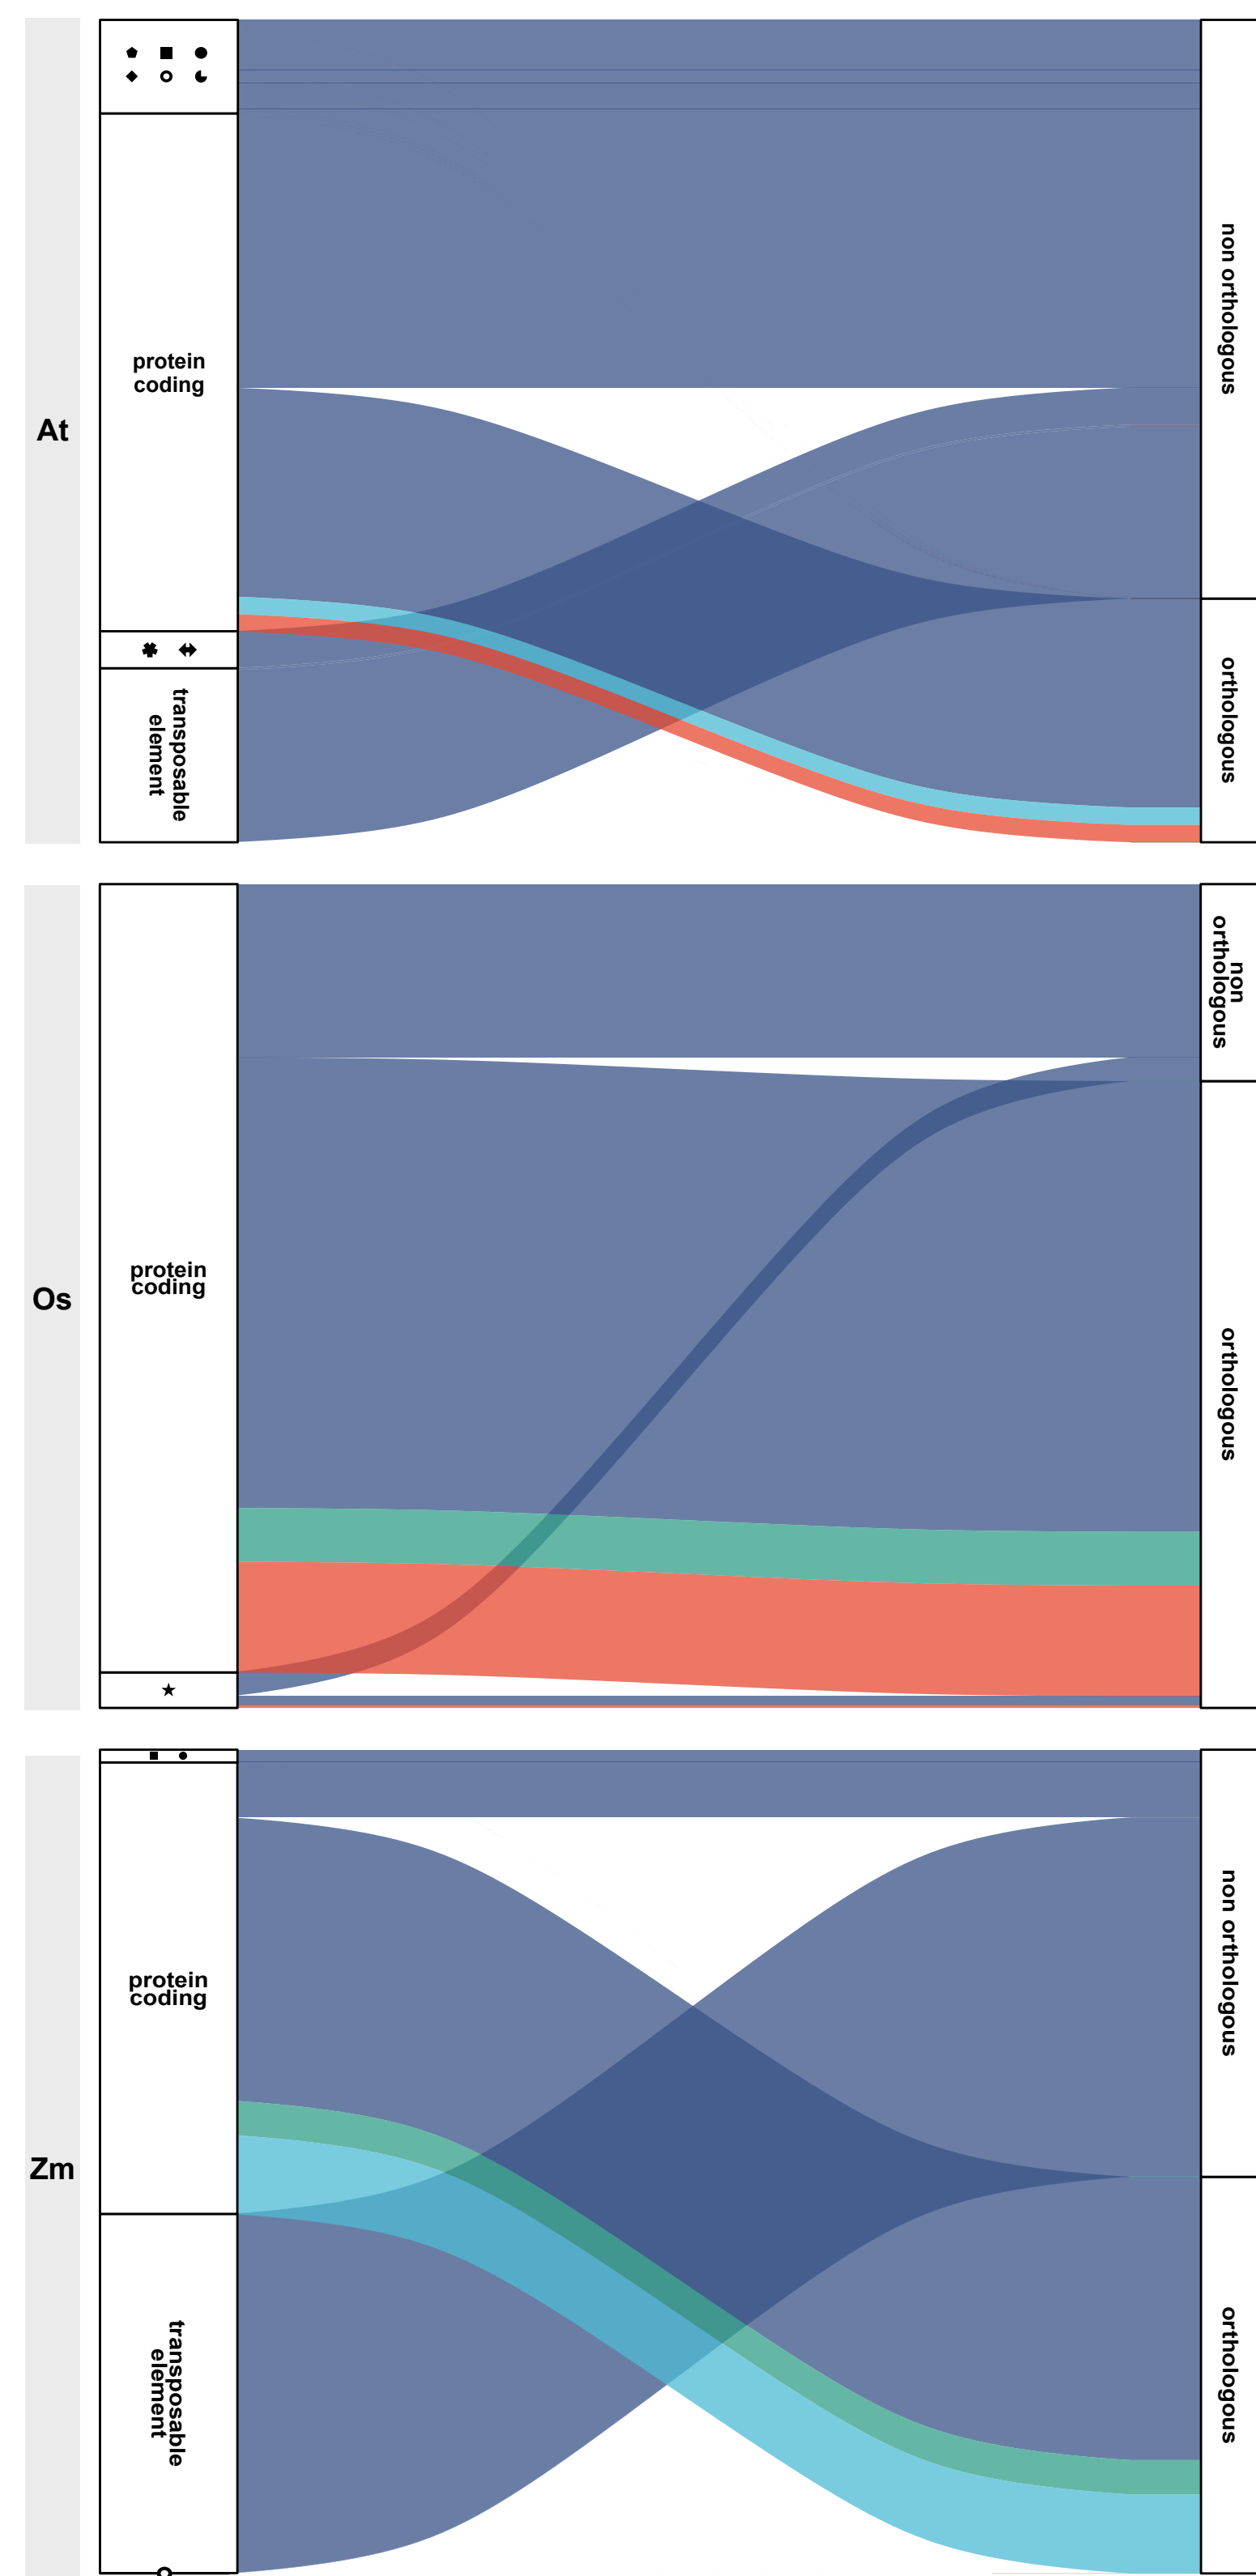 At
protein
coding
transposable
element
non orthologous
orthologous
Os
protein
coding
non
orthologous
orthologous
Zm
protein
coding
transposable
element
non orthologous
orthologous